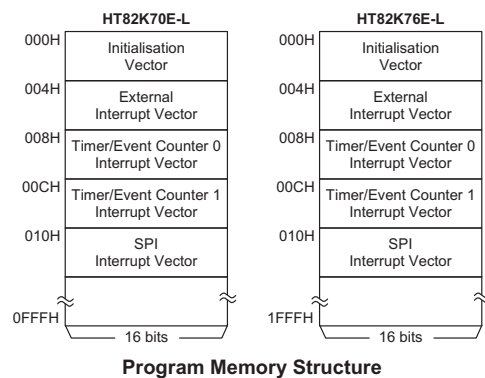 HT82K70E-L
000H
Initialisation
Vector
004H
External
Interrupt Vector
008H
Timer/Event Counter 0
Interrupt Vector
00CH
Timer/Event Counter 1
Interrupt Vector
010H
SPI
Interrupt Vector
0FFFH
16 bits
HT82K76E-L
000H
Initialisation
Vector
004H
External
Interrupt Vector
008H
Timer/Event Counter 0
Interrupt Vector
00CH
Timer/Event Counter 1
Interrupt Vector
010H
SPI
Interrupt Vector
1FFFH
16 bits
Program Memory Structure